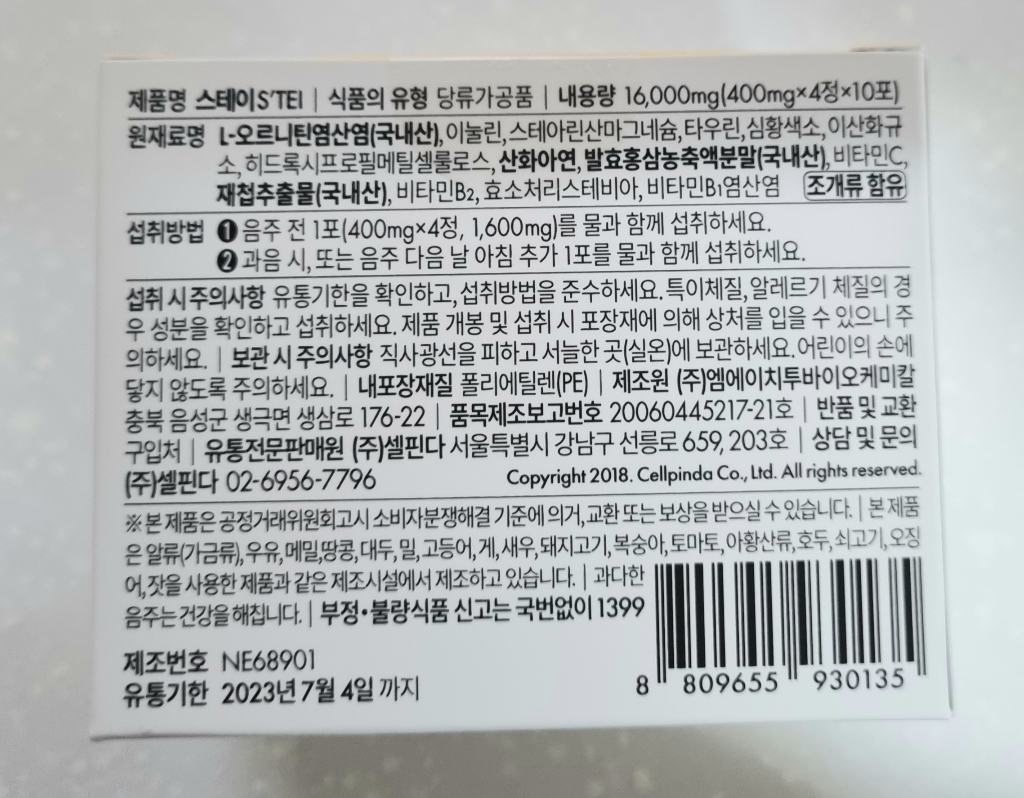 제품명 스테이S'TEI | 식품의 유형 당류가공품 | 내용량 16,000mg(400mg×4정×10포)
원재료명 L-오르니틴염산염(국내산), 이눌린, 스테아린산마그네슘, 타우린, 심황색소, 이산화규
소, 히드록시프로필메틸셀룰로스, 산화아연, 발효홍삼농축액분말(국내산), 비타민C,
재첩추출물(국내산), 비타민B2, 효소처리스테비아, 비타민B1염산염 조개류 함유
섭취방법 ❶ 음주 전 1포(400mg×4정, 1,600mg)를 물과 함께 섭취하세요.
❷ 과음 시, 또는 음주 다음 날 아침 추가 1포를 물과 함께 섭취하세요.
섭취 시 주의사항 유통기한을 확인하고, 섭취방법을 준수하세요. 특이체질, 알레르기 체질의 경
우 성분을 확인하고 섭취하세요. 제품 개봉 및 섭취 시 포장재에 의해 상처를 입을 수 있으니 주
의하세요. | 보관 시 주의사항 직사광선을 피하고 서늘한 곳(실온)에 보관하세요. 어린이의 손에
닿지 않도록 주의하세요. | 내포장재질 폴리에틸렌(PE) | 제조원 (주)엠에이치투바이오케미칼
충북 음성군 생극면 생삼로 176-22 | 품목제조보고번호 20060445217-21호 | 반품 및 교환
구입처 | 유통전문판매원 (주)셀핀다 서울특별시 강남구 선릉로 659, 203호 | 상담 및 문의
(주)셀핀다 02-6956-7796 Copyright 2018. Cellpinda Co., Ltd. All rights reserved.
※ 본 제품은 공정거래위원회고시 소비자분쟁해결 기준에 의거, 교환 또는 보상을 받으실 수 있습니다. | 본 제품
은 알류(가금류), 우유, 메밀, 땅콩, 대두, 밀, 고등어, 게, 새우, 돼지고기, 복숭아, 토마토, 아황산류, 호두, 쇠고기, 오징
어, 잣을 사용한 제품과 같은 제조시설에서 제조하고 있습니다. | 과다한
음주는 건강을 해칩니다. | 부정·불량식품 신고는 국번없이 1399
제조번호 NE68901
유통기한 2023년 7월 4일 까지
8 809655 930135